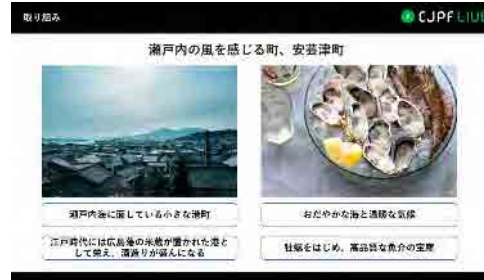 取り組み
CJPF LIVE
瀬戸内の風を感じる町、安芸津町
瀬戸内海に面している小さな港町
おだやかな海と温暖な気候
江戸時代には広島藩の米蔵が置かれた港と
して栄え、酒造りが盛んになる
牡蠣をはじめ、高品質な魚介の宝庫